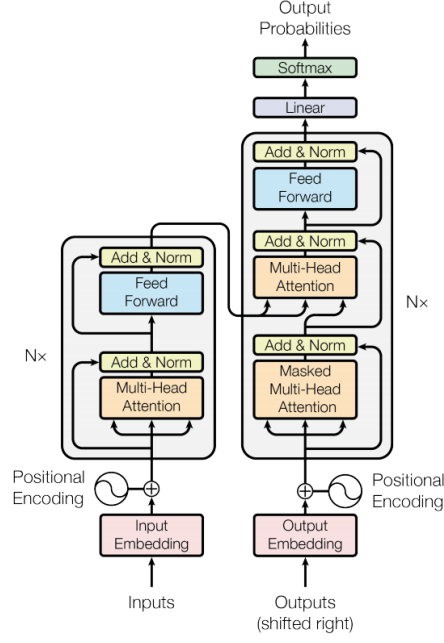 Output
Probabilities
Softmax
Linear
Add & Norm
Feed
Forward
Add & Norm
Multi-Head
Attention
Add & Norm
Masked
Multi-Head
Attention
N×
Add & Norm
Feed
Forward
Add & Norm
Multi-Head
Attention
N×
Positional
Encoding
Positional
Encoding
Input
Embedding
Output
Embedding
Inputs
Outputs
(shifted right)